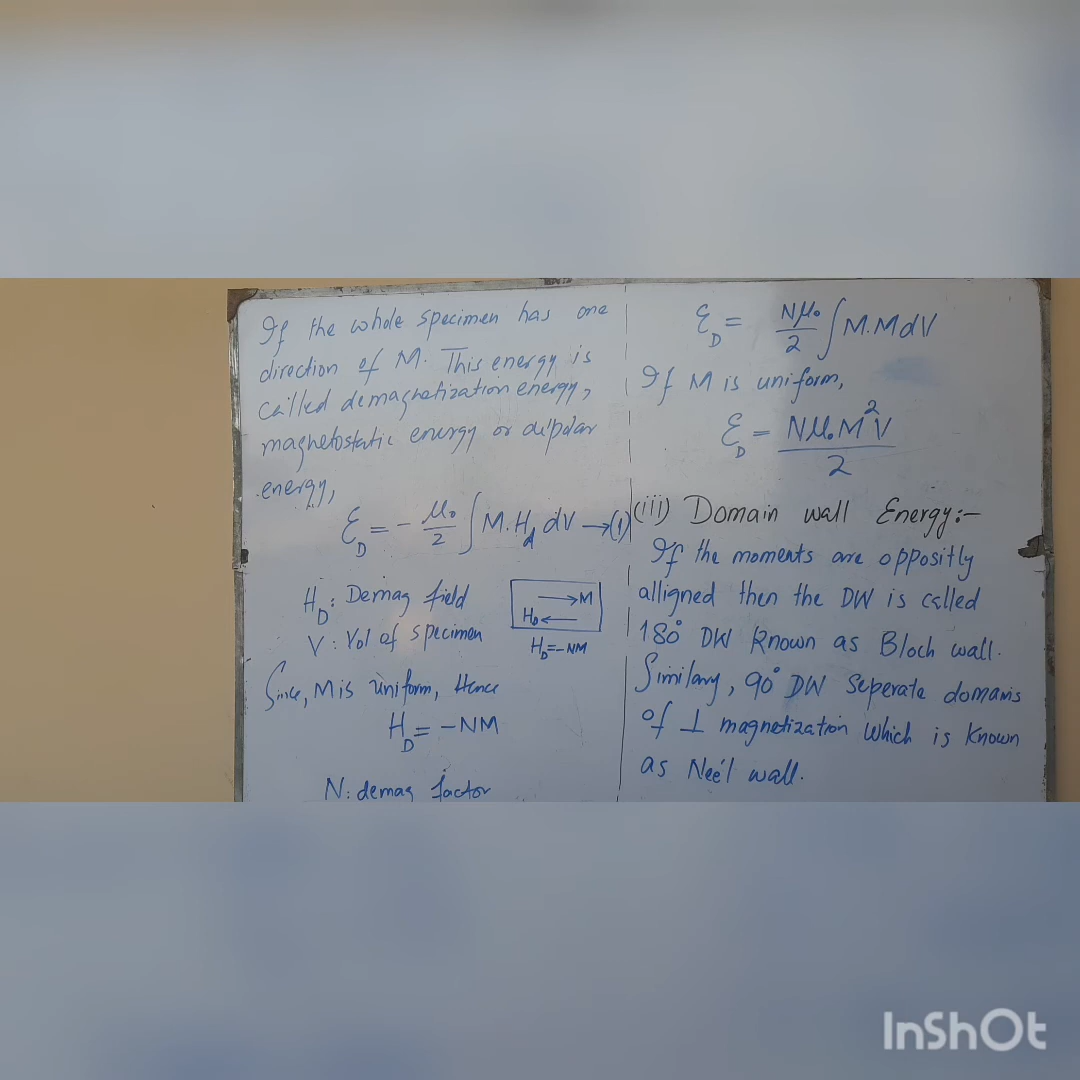 If the whole specimen has one
direction of M. This energy is
called demagnetization energy,
magnetostatic energy or dipolar
energy,
ℰ_D = - μ₀/2 ∫ M. H_d dV → (1)
H_D: Demag field
V: Vol of specimen
→M
H_D ←
H_D = -NM
Since, M is uniform, Hence
H_D = -NM
N: demag factor
ℰ_D = Nμ₀/2 ∫ M. M dV
If M is uniform,
ℰ_D = Nμ₀M²V/2
(iii) Domain wall Energy:-
If the moments are oppositly
alligned then the DW is called
180° DW known as Bloch wall.
Similary, 90° DW seperate domains
of ⊥ magnetization which is known
as Neél wall.
InShOt